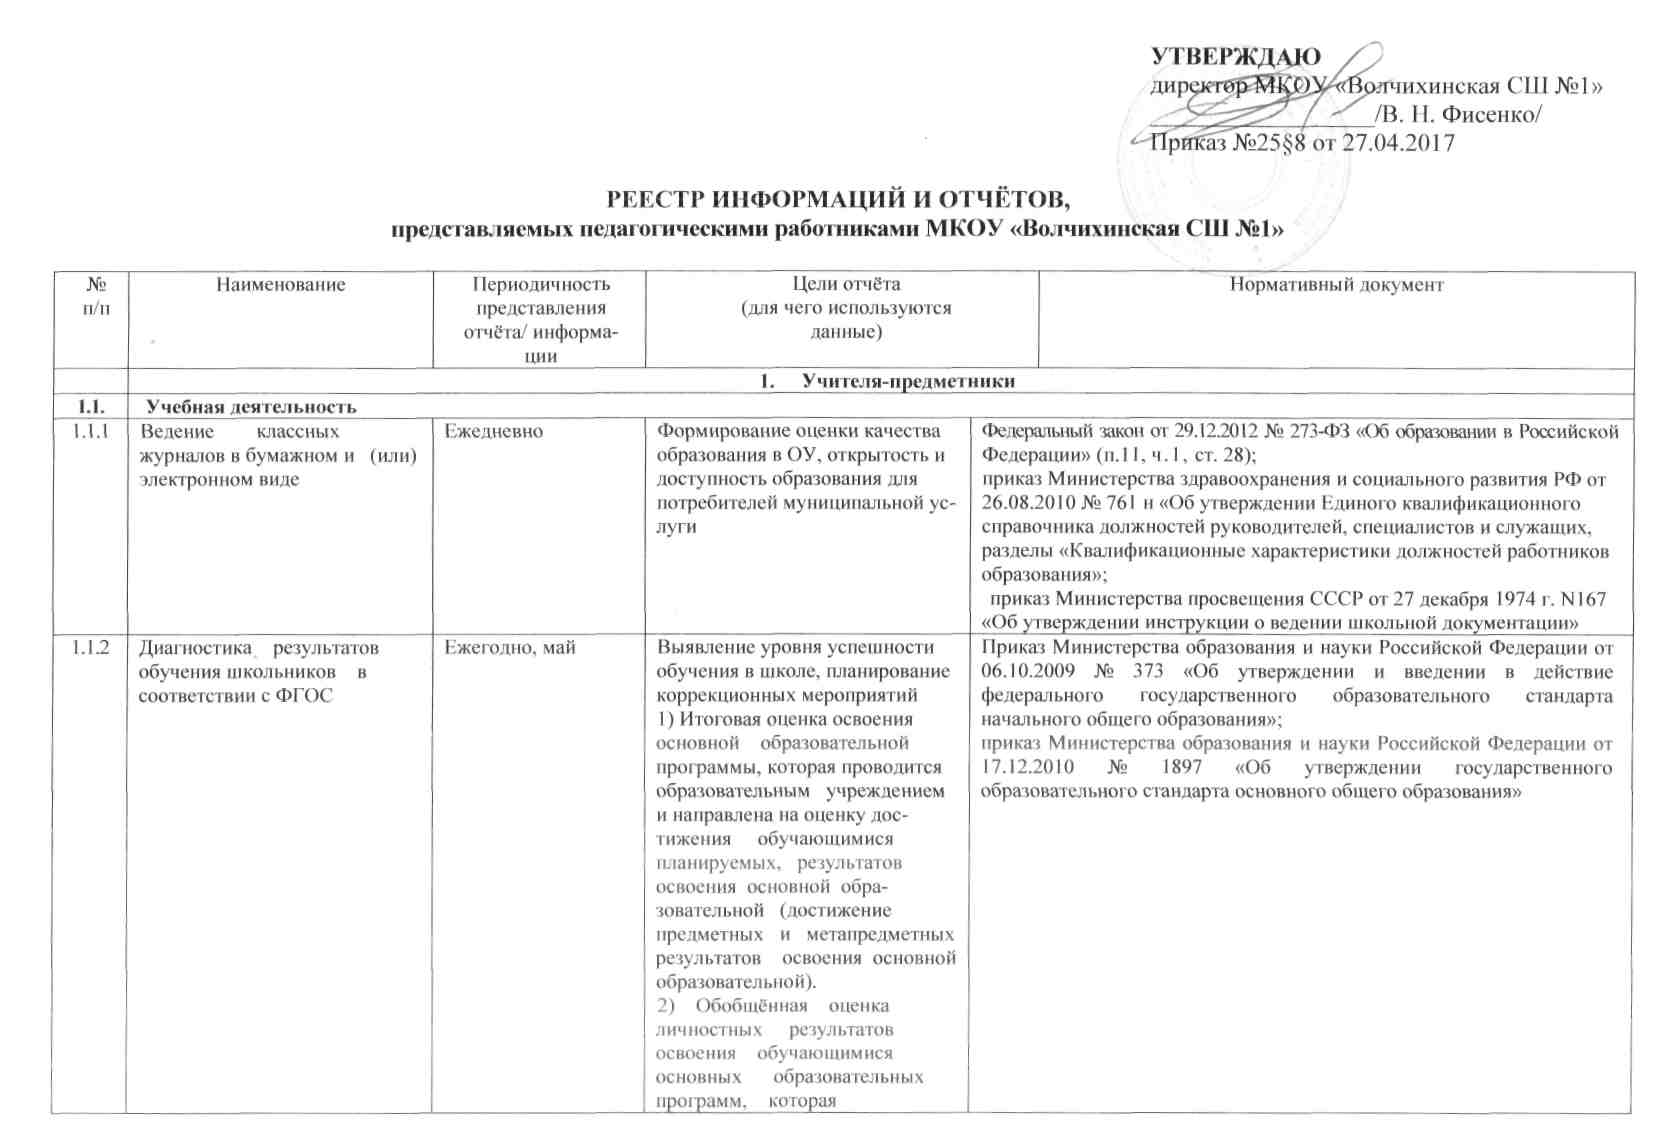 УТВЕРЖДАЮ
директор МКОУ «Волчихинская СШ №1»
/В. Н. Фисенко/
Приказ №25§8 от 27.04.2017
РЕЕСТР ИНФОРМАЦИЙ И ОТЧЁТОВ,
представляемых педагогическими работниками МКОУ «Волчихинская СШ №1»
№
п/п
Наименование
Периодичность
представления
отчёта/ информа-
ции
Цели отчёта
(для чего используются
данные)
Нормативный документ
1. Учителя-предметники
1.1. Учебная деятельность
1.1.1
Ведение классных
журналов в бумажном и (или)
электронном виде
Ежедневно
Формирование оценки качества
образования в ОУ, открытость и
доступность образования для
потребителей муниципальной ус-
луги
Федеральный закон от 29.12.2012 № 273-ФЗ «Об образовании в Российской
Федерации» (п.11, ч.1, ст. 28);
приказ Министерства здравоохранения и социального развития РФ от
26.08.2010 № 761 н «Об утверждении Единого квалификационного
справочника должностей руководителей, специалистов и служащих,
разделы «Квалификационные характеристики должностей работников
образования»;
приказ Министерства просвещения СССР от 27 декабря 1974 г. N167
«Об утверждении инструкции о ведении школьной документации»
1.1.2
Диагностика результатов
обучения школьников в
соответствии с ФГОС
Ежегодно, май
Выявление уровня успешности
обучения в школе, планирование
коррекционных мероприятий
1) Итоговая оценка освоения
основной образовательной
программы, которая проводится
образовательным учреждением
и направлена на оценку дос-
тижения обучающимися
планируемых, результатов
освоения основной обра-
зовательной (достижение
предметных и метапредметных
результатов освоения основной
образовательной).
2) Обобщённая оценка
личностных результатов
освоения обучающимися
основных образовательных
программ, которая
Приказ Министерства образования и науки Российской Федерации от
06.10.2009 № 373 «Об утверждении и введении в действие
федерального государственного образовательного стандарта
начального общего образования»;
приказ Министерства образования и науки Российской Федерации от
17.12.2010 № 1897 «Об утверждении государственного
образовательного стандарта основного общего образования»